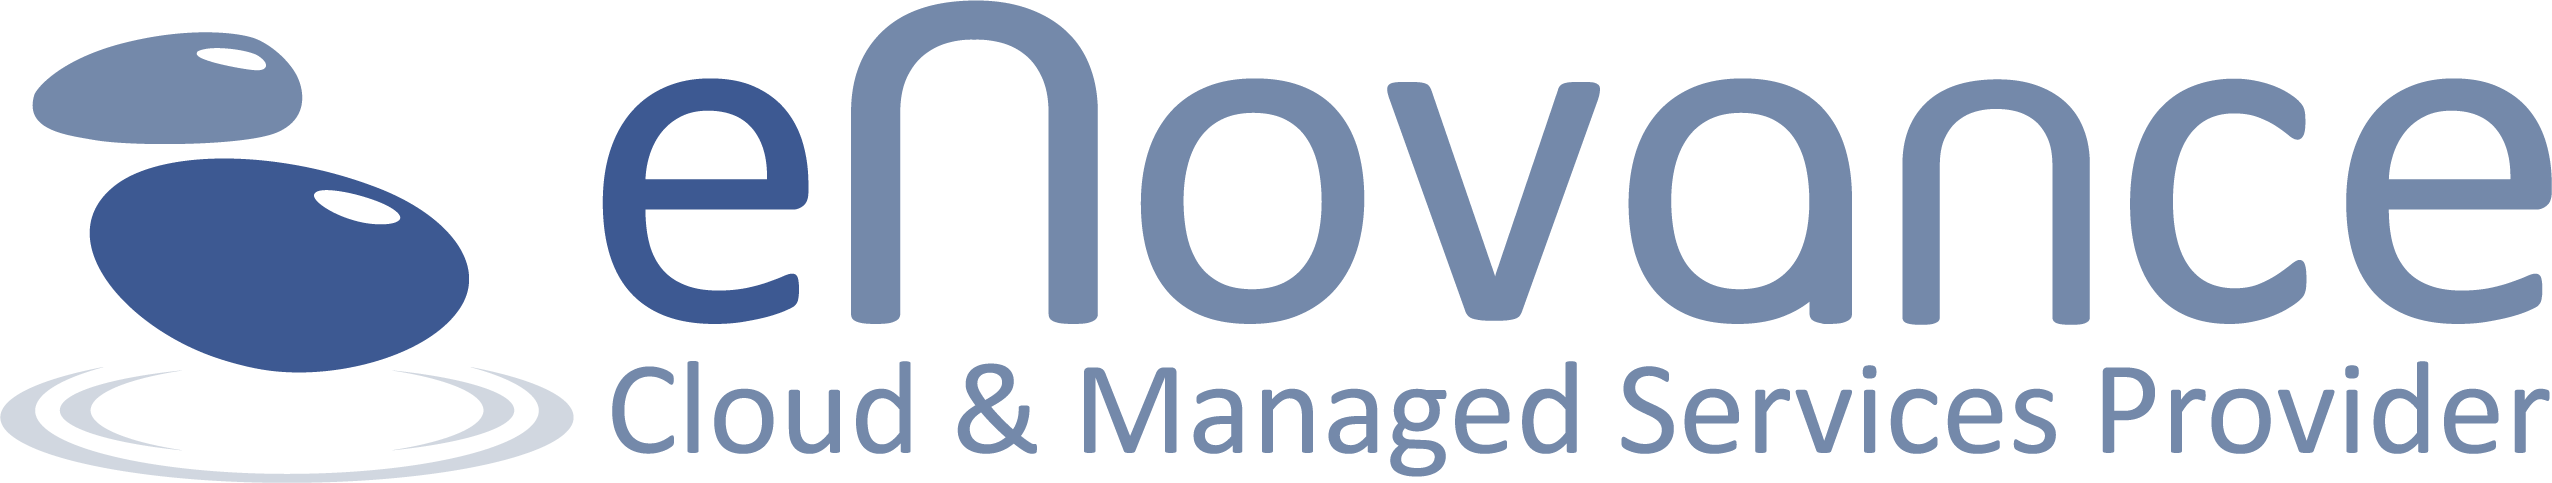 eNovance
Cloud & Managed Services Provider